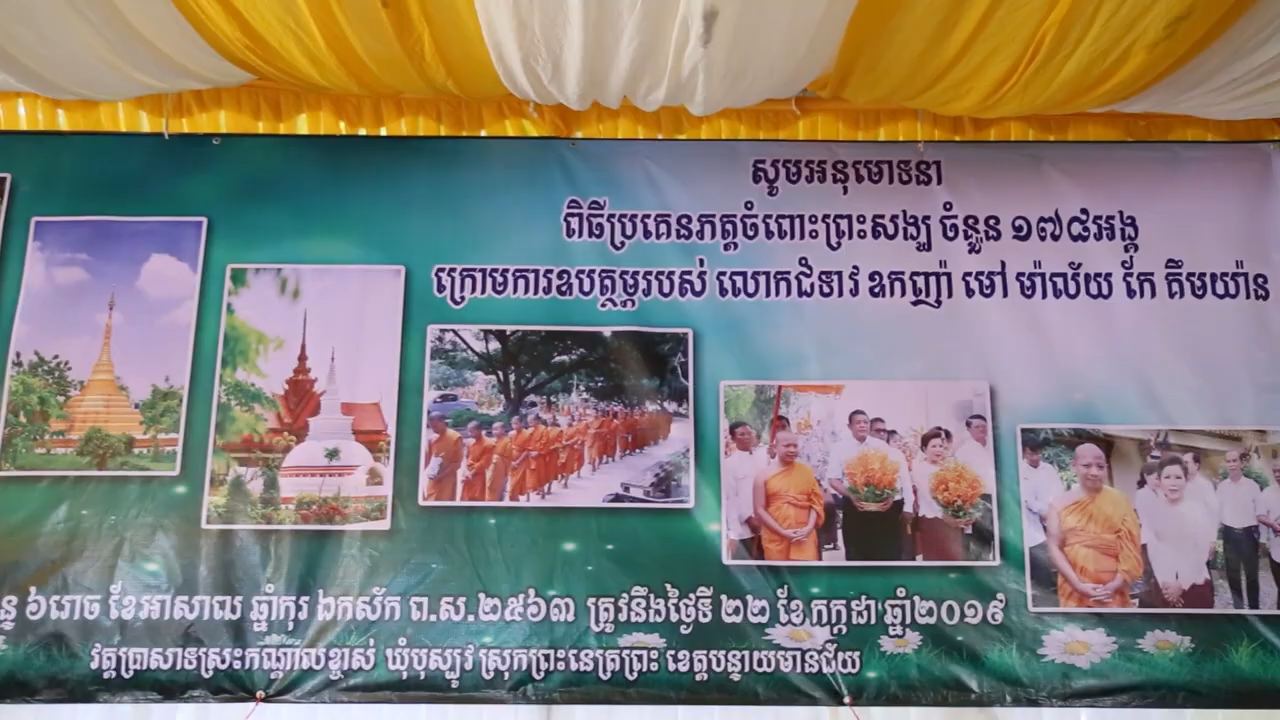 សូមអនុមោទនា
ពិធីប្រគេនភត្តចំពោះព្រះសង្ឃ ចំនួន ១៧៨អង្គ
ក្រោមការឧបត្ថម្ភរបស់ លោកជំទាវ ឧកញ៉ា មៅ ម៉ាល័យ កែ គឹមយ៉ាន
៦រោច ខែអាសាឍ ឆ្នាំកុរ ឯកស័ក ព.ស.២៥៦៣ ត្រូវនឹងថ្ងៃទី ២២ ខែ កក្កដា ឆ្នាំ២០១៩
វត្តប្រាសាទស្រះកណ្តាលខ្ចាស់ ឃុំបុស្បូវ ស្រុកព្រះនេត្រព្រះ ខេត្តបន្ទាយមានជ័យ